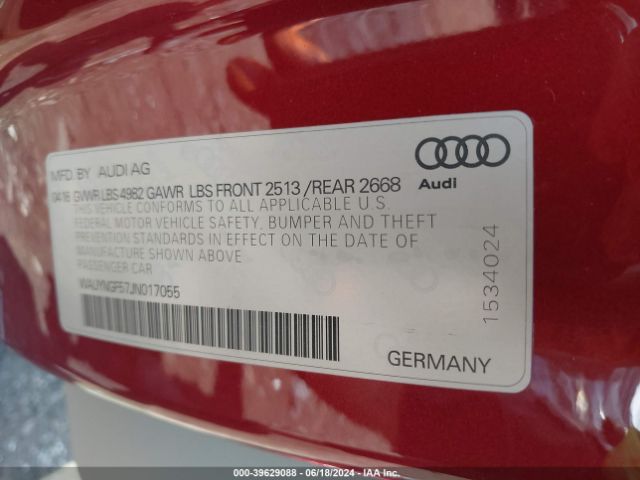 MFD. BY AUDI AG
04/16 GVWR LBS 4982 GAWR LBS FRONT 2513 /REAR 2668
THIS VEHICLE CONFORMS TO ALL APPLICABLE U.S.
FEDERAL MOTOR VEHICLE SAFETY, BUMPER AND THEFT
PREVENTION STANDARDS IN EFFECT ON THE DATE OF
MANUFACTURE SHOWN ABOVE
PASSENGER CAR
WAUYNGF57JN017055
Audi
1534024
GERMANY
000-39629088 - 06/18/2024 - IAA Inc.